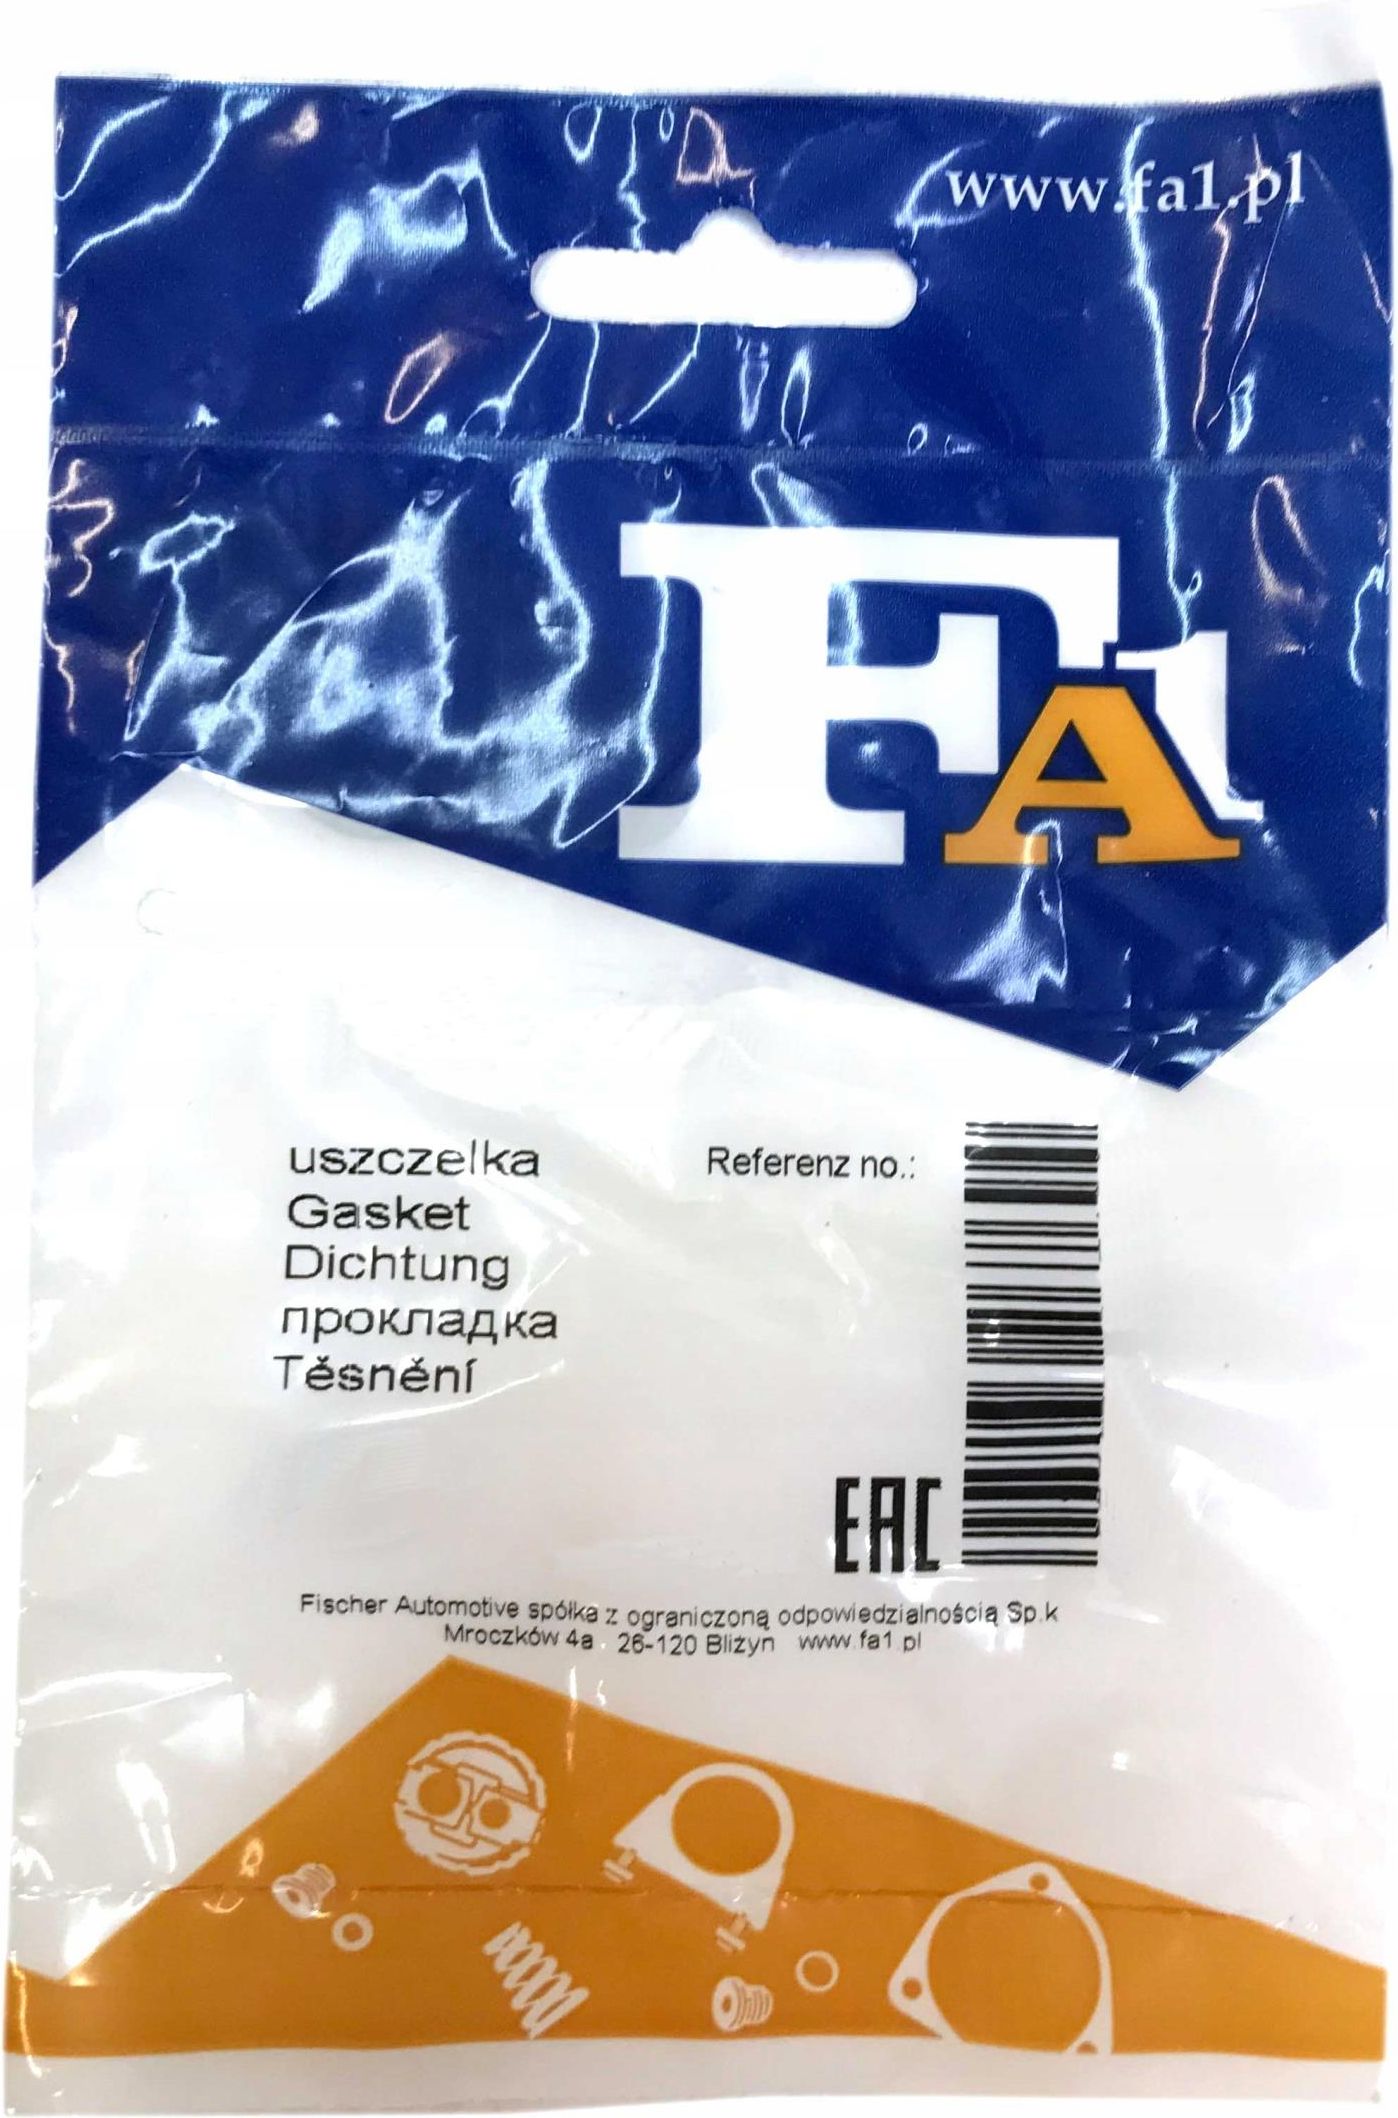 www.fa1.pl
FA1
uszczelka
Gasket
Dichtung
прокладка
Těsnění
Referenz no.:
EAC
Fischer Automotive spółka z ograniczoną odpowiedzialnością Sp.k
Mroczków 4a . 26-120 Bliżyn www.fa1.pl